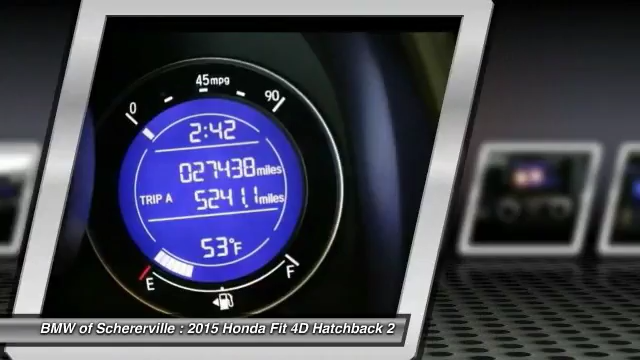 45mpg
0 90
2:42
027438 miles
TRIP A 5241.1 miles
53°F
E F
BMW of Schererville : 2015 Honda Fit 4D Hatchback 2